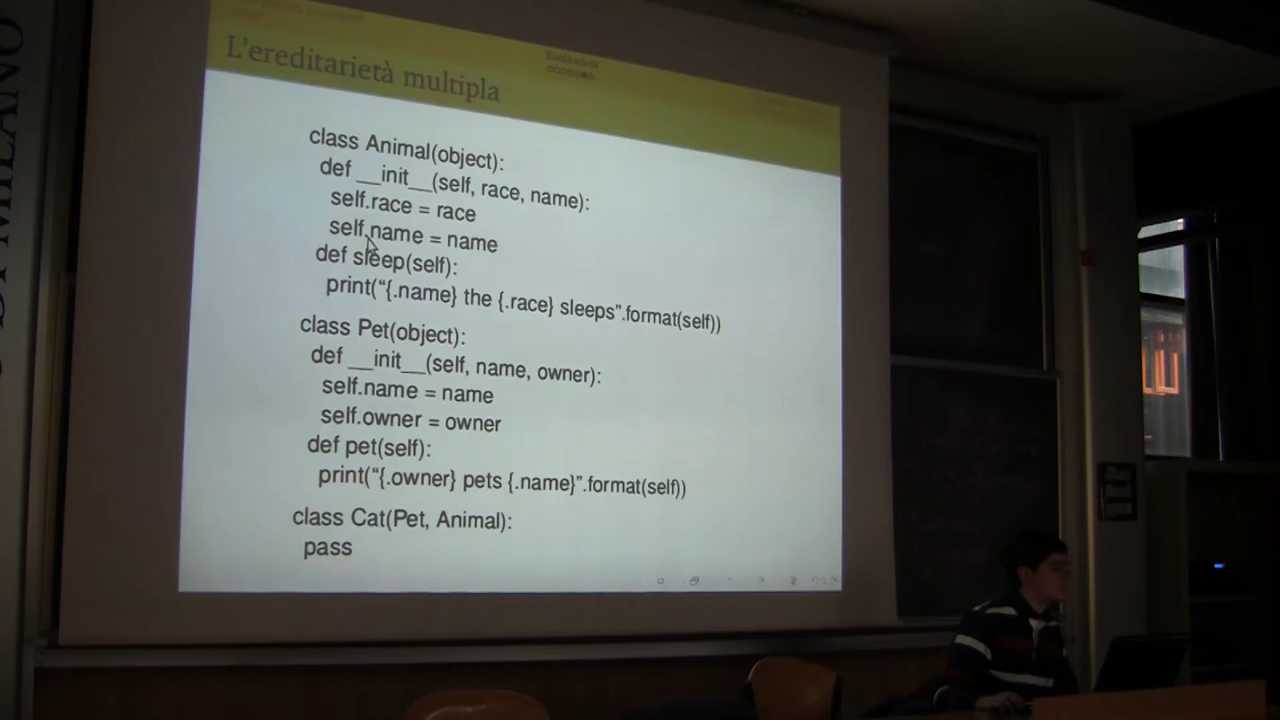 L'ereditarietà multipla
class Animal(object):
def __init__(self, race, name):
self.race = race
self.name = name
def sleep(self):
print(“{.name} the {.race} sleeps”.format(self))
class Pet(object):
def __init__(self, name, owner):
self.name = name
self.owner = owner
def pet(self):
print(“{.owner} pets {.name}”.format(self))
class Cat(Pet, Animal):
pass